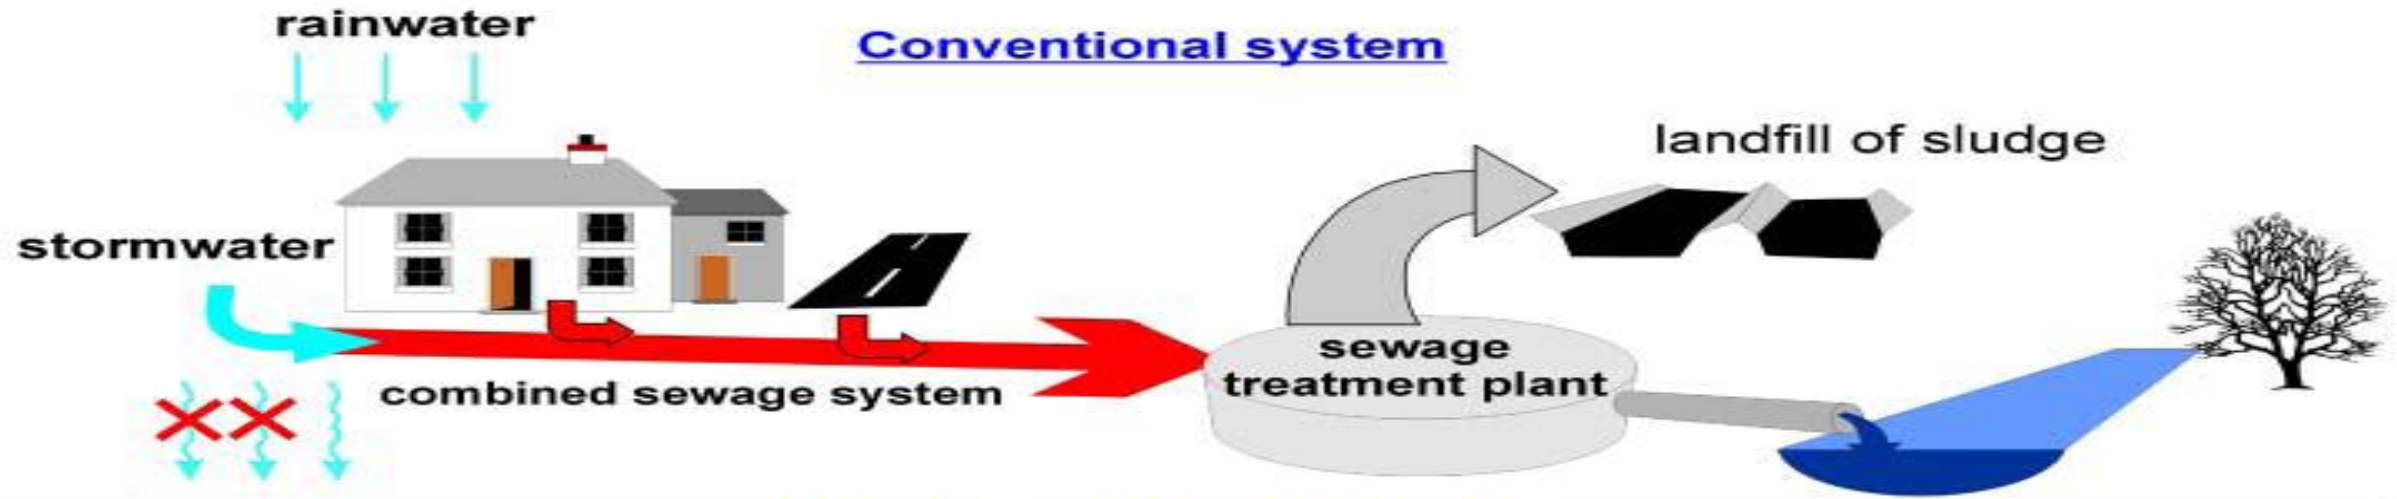 rainwater
Conventional system
landfill of sludge
stormwater
sewage
treatment plant
combined sewage system